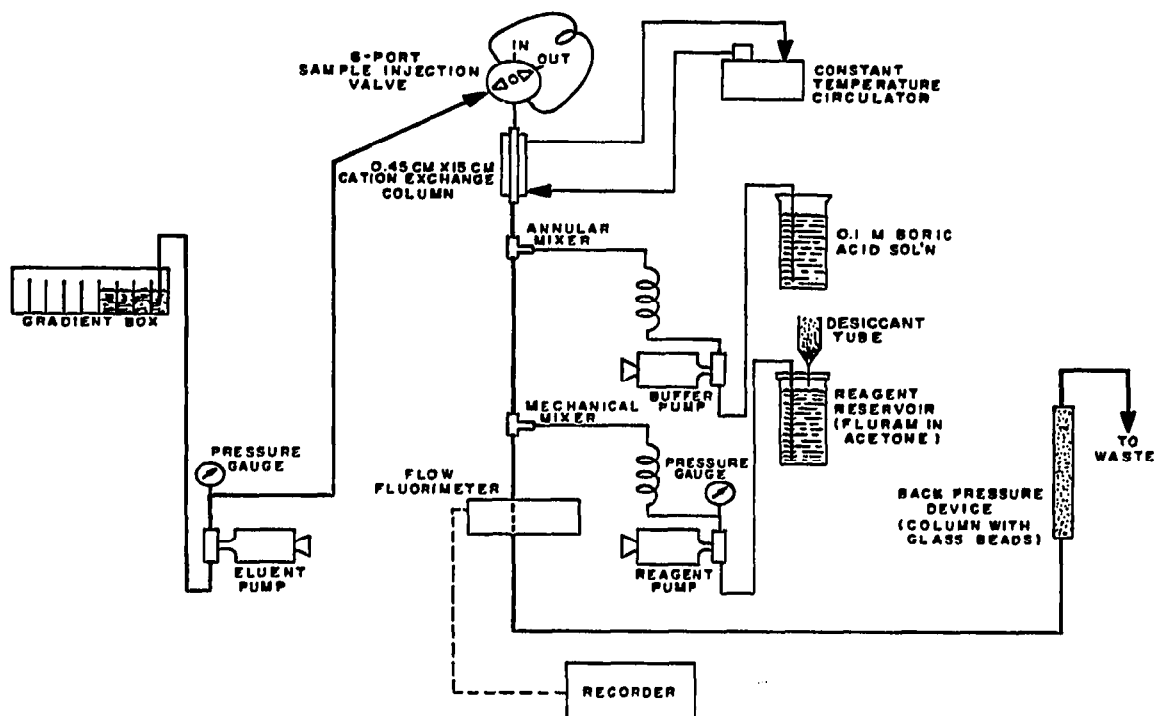 6-PORT
SAMPLE INJECTION
VALVE
IN
OUT
CONSTANT
TEMPERATURE
CIRCULATOR
0.45 CM X 15 CM
CATION EXCHANGE
COLUMN
ANNULAR
MIXER
0.1 M BORIC
ACID SOL'N
GRADIENT BOX
DESICCANT
TUBE
BUFFER
PUMP
REAGENT
RESERVOIR
(FLURAM IN
ACETONE)
MECHANICAL
MIXER
TO
WASTE
PRESSURE
GAUGE
FLOW
FLUORIMETER
PRESSURE
GAUGE
BACK PRESSURE
DEVICE
(COLUMN WITH
GLASS BEADS)
ELUENT
PUMP
REAGENT
PUMP
RECORDER